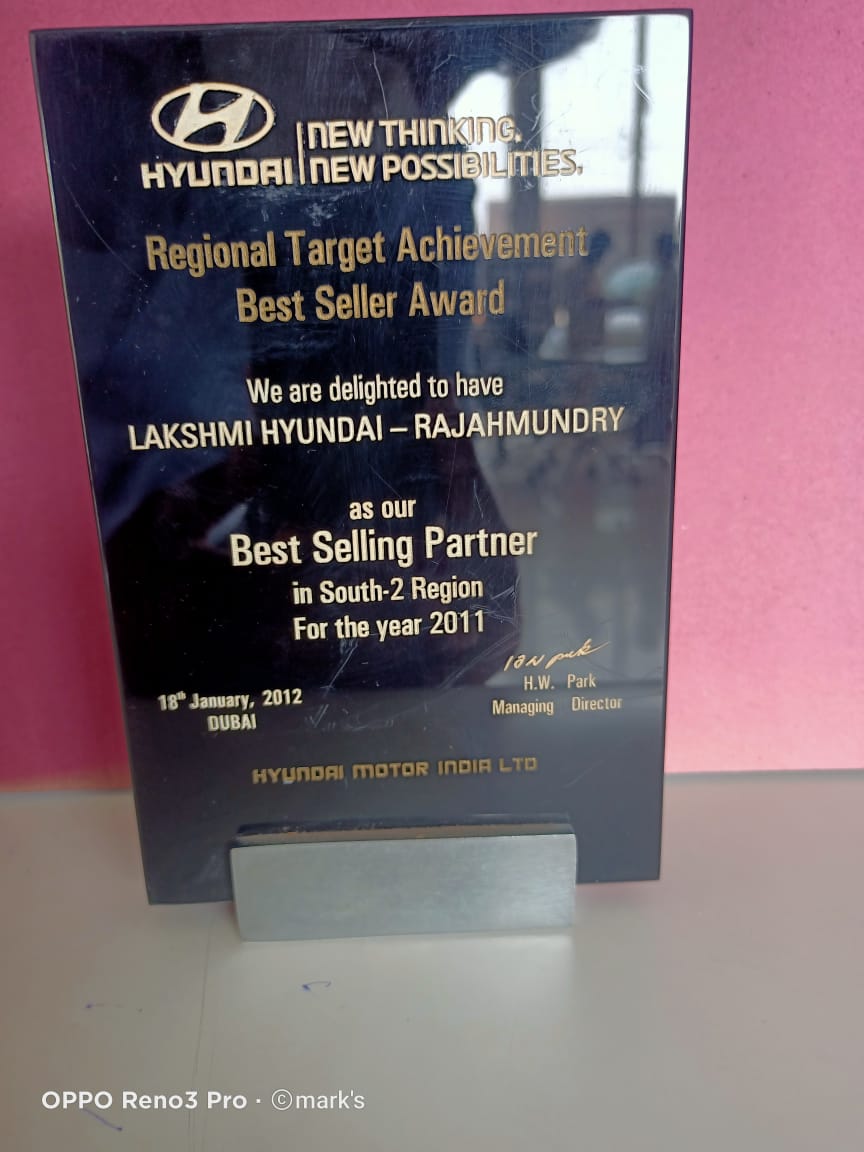 HYUNDAI
NEW THINKING.
NEW POSSIBILITIES.
Regional Target Achievement
Best Seller Award
We are delighted to have
LAKSHMI HYUNDAI – RAJAHMUNDRY
as our
Best Selling Partner
in South-2 Region
For the year 2011
H.W. Park
Managing Director
18th January, 2012
DUBAI
HYUNDAI MOTOR INDIA LTD
OPPO Reno3 Pro · ©mark's